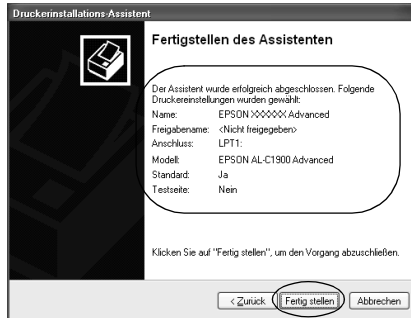 Druckerinstallations-Assistent
Fertigstellen des Assistenten
Der Assistent wurde erfolgreich abgeschlossen. Folgende
Druckereinstellungen wurden gewählt:
Name: EPSON XXXXXX Advanced
Freigabename: <Nicht freigegeben>
Anschluss: LPT1:
Modell: EPSON AL-C1900 Advanced
Standard: Ja
Testseite: Nein
Klicken Sie auf "Fertig stellen", um den Vorgang abzuschließen.
< Zurück Fertig stellen Abbrechen